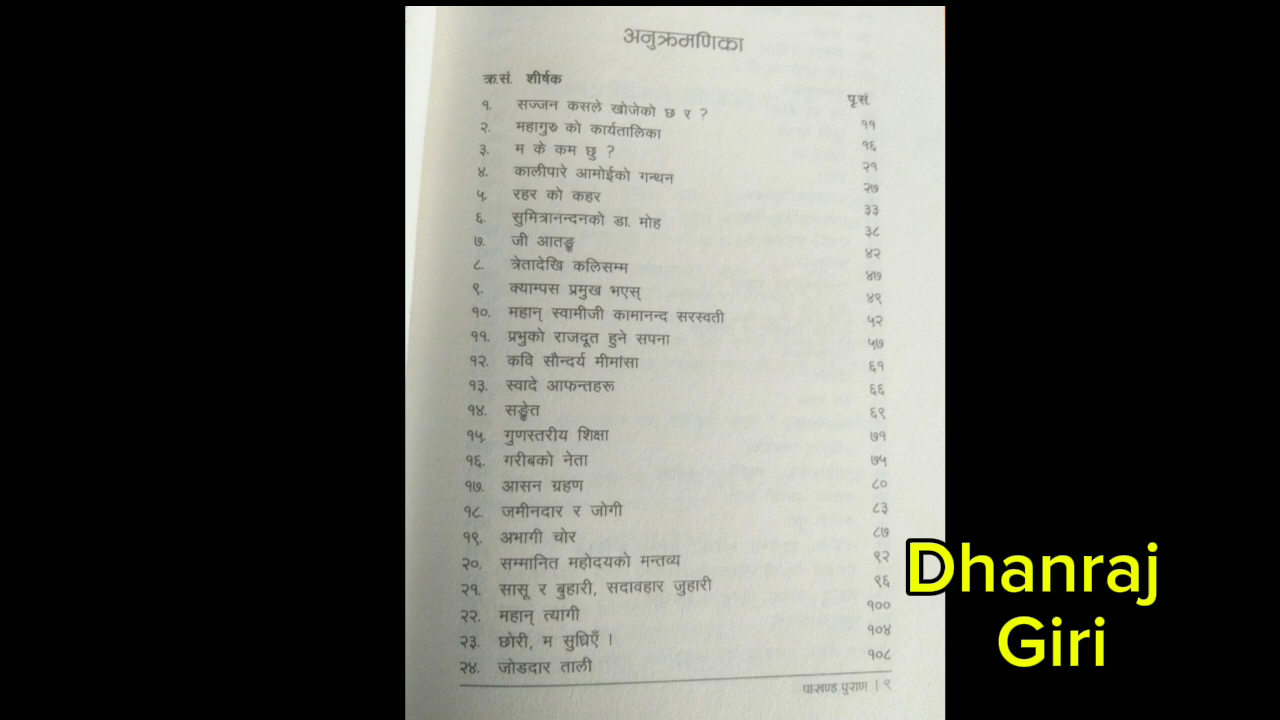 अनुक्रमणिका
क्र.सं. शीर्षक पृ.सं.
१. सज्जन कसले खोजेको छ र ? ११
२. महागुरु को कार्यतालिका १६
३. म के कम छु ? २१
४. कालीपारे आमोईको गन्थन २७
५. रहर को कहर ३३
६. सुमित्रानन्दनको डा. मोह ३८
७. जी आतङ्क ४२
८. त्रेतादेखि कलिसम्म ४७
९. क्याम्पस प्रमुख भएस् ४९
१०. महान् स्वामीजी कामानन्द सरस्वती ५२
११. प्रभुको राजदूत हुने सपना ५७
१२. कवि सौन्दर्य मीमांसा ६१
१३. स्वादे आफन्तहरू ६६
१४. सङ्केत ६९
१५. गुणस्तरीय शिक्षा ७१
१६. गरीबको नेता ७५
१७. आसन ग्रहण ८०
१८. जमीनदार र जोगी ८३
१९. अभागी चोर ८७
२०. सम्मानित महोदयको मन्तव्य ९२
२१. सासू र बुहारी, सदावहार जुहारी ९६
२२. महान् त्यागी १००
२३. छोरी, म सुध्रिएँ । १०४
२४. जोडदार ताली १०८
पाखण्ड पुराण । ९
Dhanraj
Giri